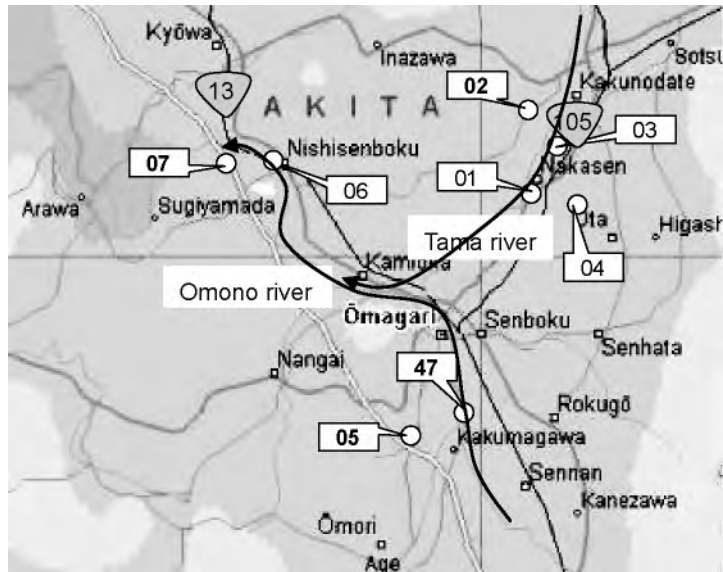 Kyōwa
Inazawa
Sotsu
02
Kakunodate
13
AKITA
05
03
Nishisenboku
07
Nakasen
01
06
Arawa
Sugiyamada
Tama river
Ota
Higash
04
Kamioka
Omono river
Ōmagari
Senboku
Senhata
Nangai
47
Rokugō
05
Kakumagawa
Sennan
Kanezawa
Ōmori
Age